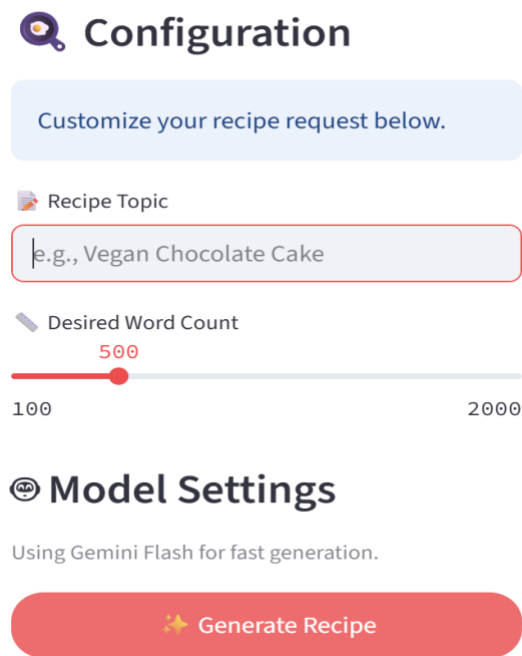 Configuration
Customize your recipe request below.
Recipe Topic
e.g., Vegan Chocolate Cake
Desired Word Count
500
100 2000
Model Settings
Using Gemini Flash for fast generation.
Generate Recipe